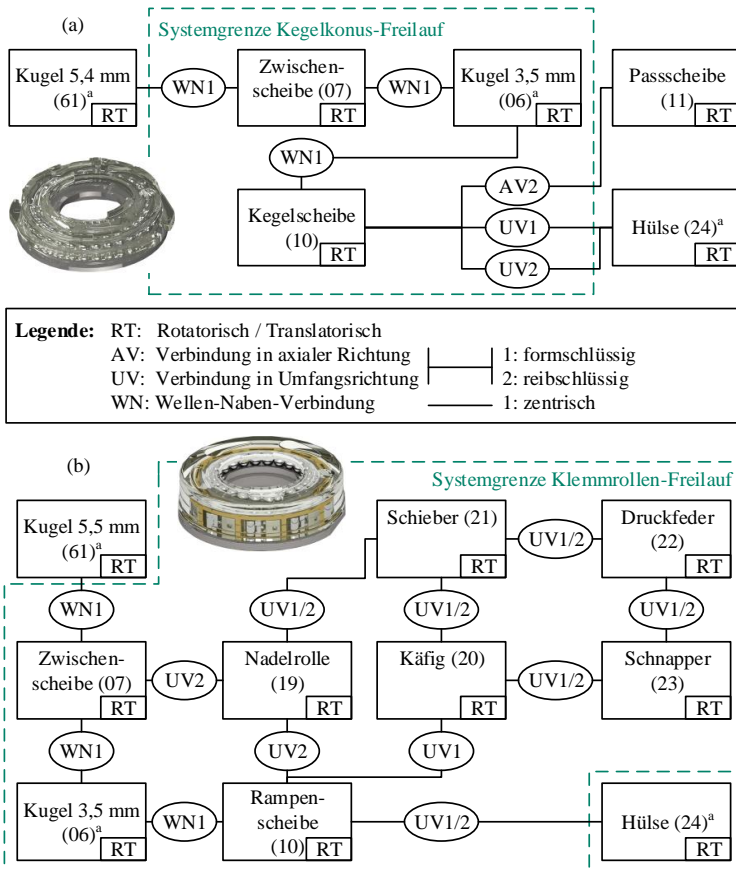 (a)
Systemgrenze Kegelkonus-Freilauf
Kugel 5,4 mm
(61)ᵃ
RT
WN1
Zwischen-
scheibe (07)
RT
WN1
Kugel 3,5 mm
(06)ᵃ
RT
Passscheibe
(11)
RT
WN1
Kegelscheibe
(10)
RT
AV2
UV1
UV2
Hülse (24)ᵃ
RT
Legende: RT: Rotatorisch / Translatorisch
AV: Verbindung in axialer Richtung
1: formschlüssig
UV: Verbindung in Umfangsrichtung
2: reibschlüssig
WN: Wellen-Naben-Verbindung
1: zentrisch
(b)
Systemgrenze Klemmrollen-Freilauf
Kugel 5,5 mm
(61)ᵃ
RT
Schieber (21)
RT
UV1/2
Druckfeder
(22)
RT
WN1
UV1/2
UV1/2
UV1/2
Zwischen-
scheibe (07)
RT
UV2
Nadelrolle
(19)
RT
Käfig (20)
RT
UV1/2
Schnapper
(23)
RT
WN1
UV2
UV1
Kugel 3,5 mm
(06)ᵃ
RT
WN1
Rampen-
scheibe
(10)
RT
UV1/2
Hülse (24)ᵃ
RT